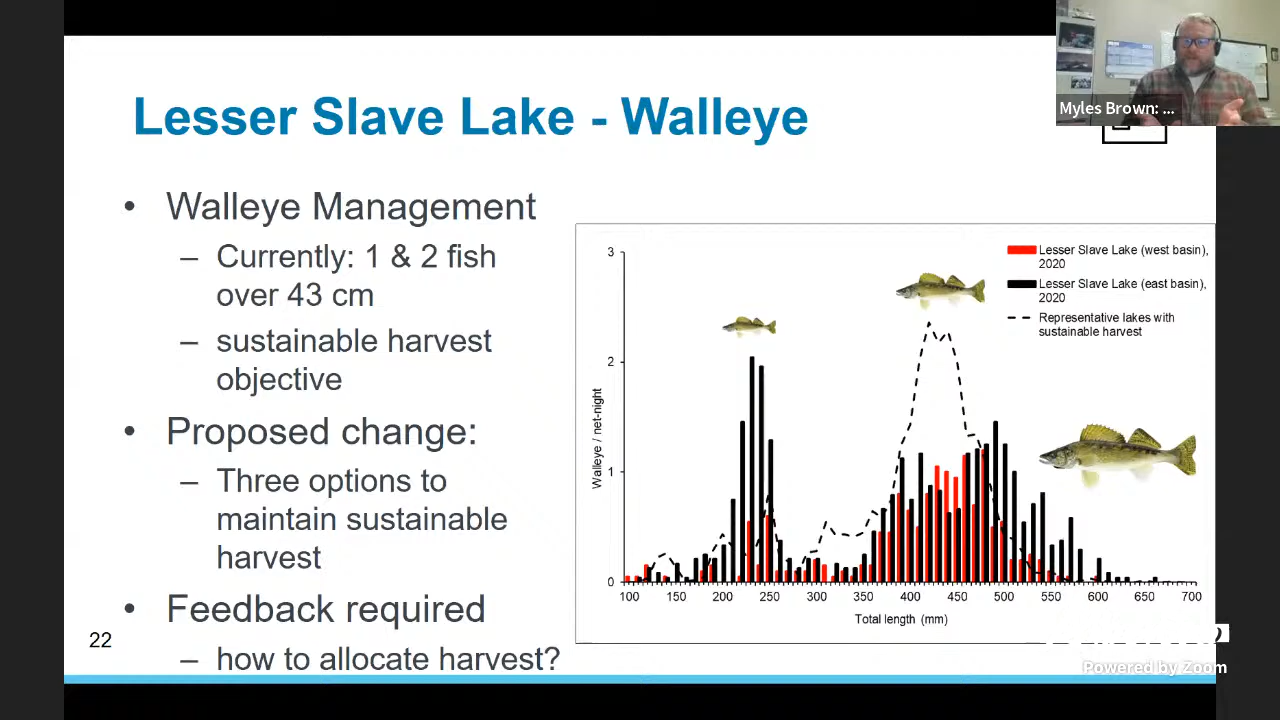 Lesser Slave Lake - Walleye
Myles Brown: ...
• Walleye Management
– Currently: 1 & 2 fish
over 43 cm
– sustainable harvest
objective
• Proposed change:
– Three options to
maintain sustainable
harvest
• Feedback required
– how to allocate harvest?
22
Lesser Slave Lake (west basin),
2020
Lesser Slave Lake (east basin),
2020
Representative lakes with
sustainable harvest
Walleye / net-night
3
2
1
0
100 150 200 250 300 350 400 450 500 550 600 650 700
Total length (mm)
Powered by Zoom